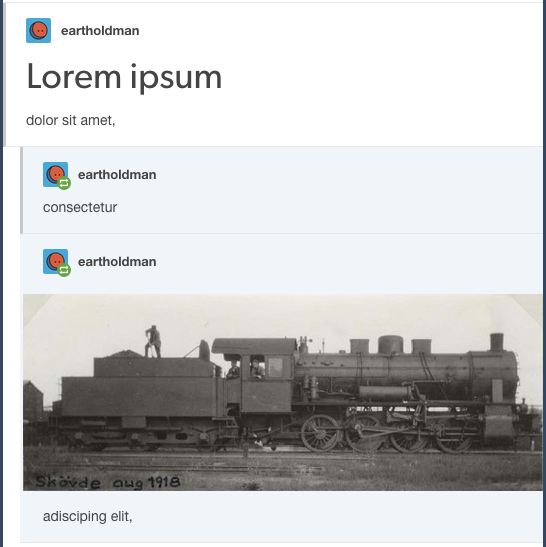 eartholdman
Lorem ipsum
dolor sit amet,
eartholdman
consectetur
eartholdman
Skövde aug 1918
adisciping elit,